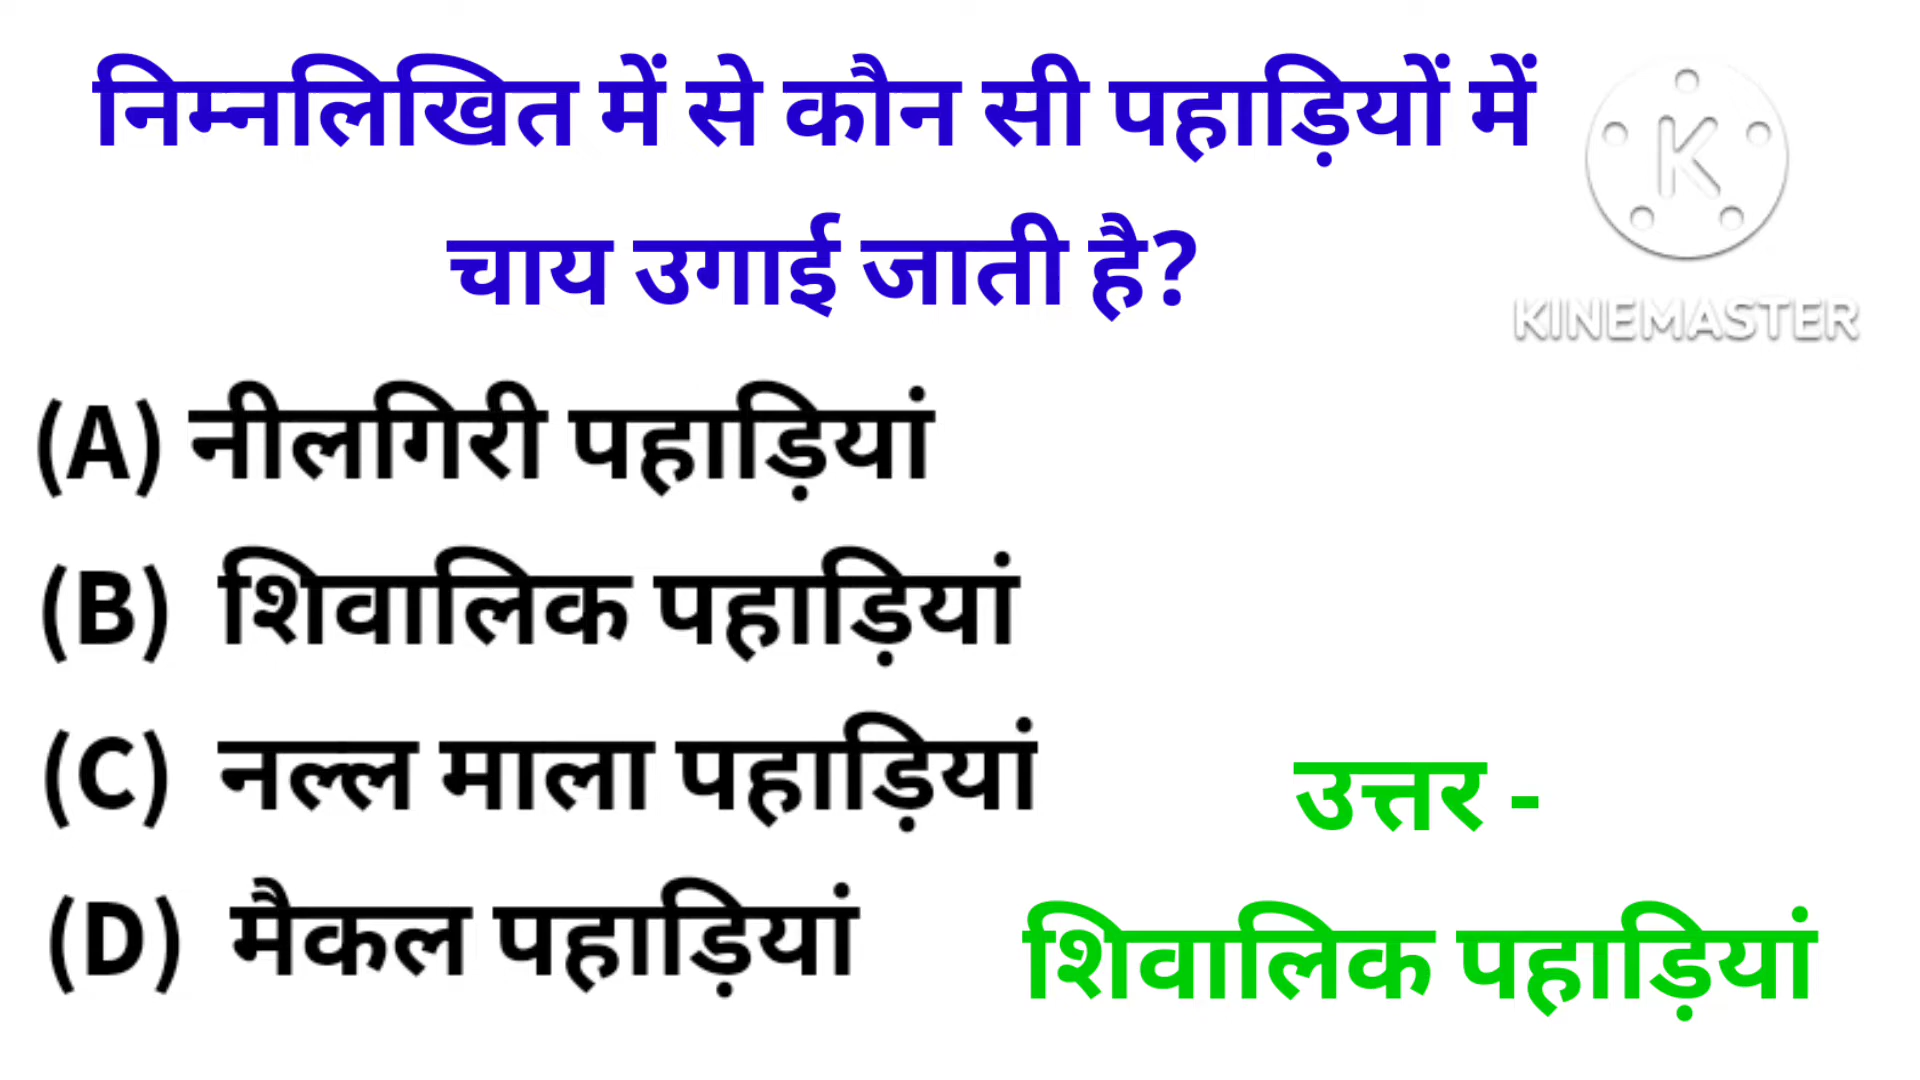 निम्नलिखित में से कौन सी पहाड़ियों में
चाय उगाई जाती है?
K
KINEMASTER
(A) नीलगिरी पहाड़ियां
(B) शिवालिक पहाड़ियां
(C) नल्ल माला पहाड़ियां
(D) मैकल पहाड़ियां
उत्तर -
शिवालिक पहाड़ियां